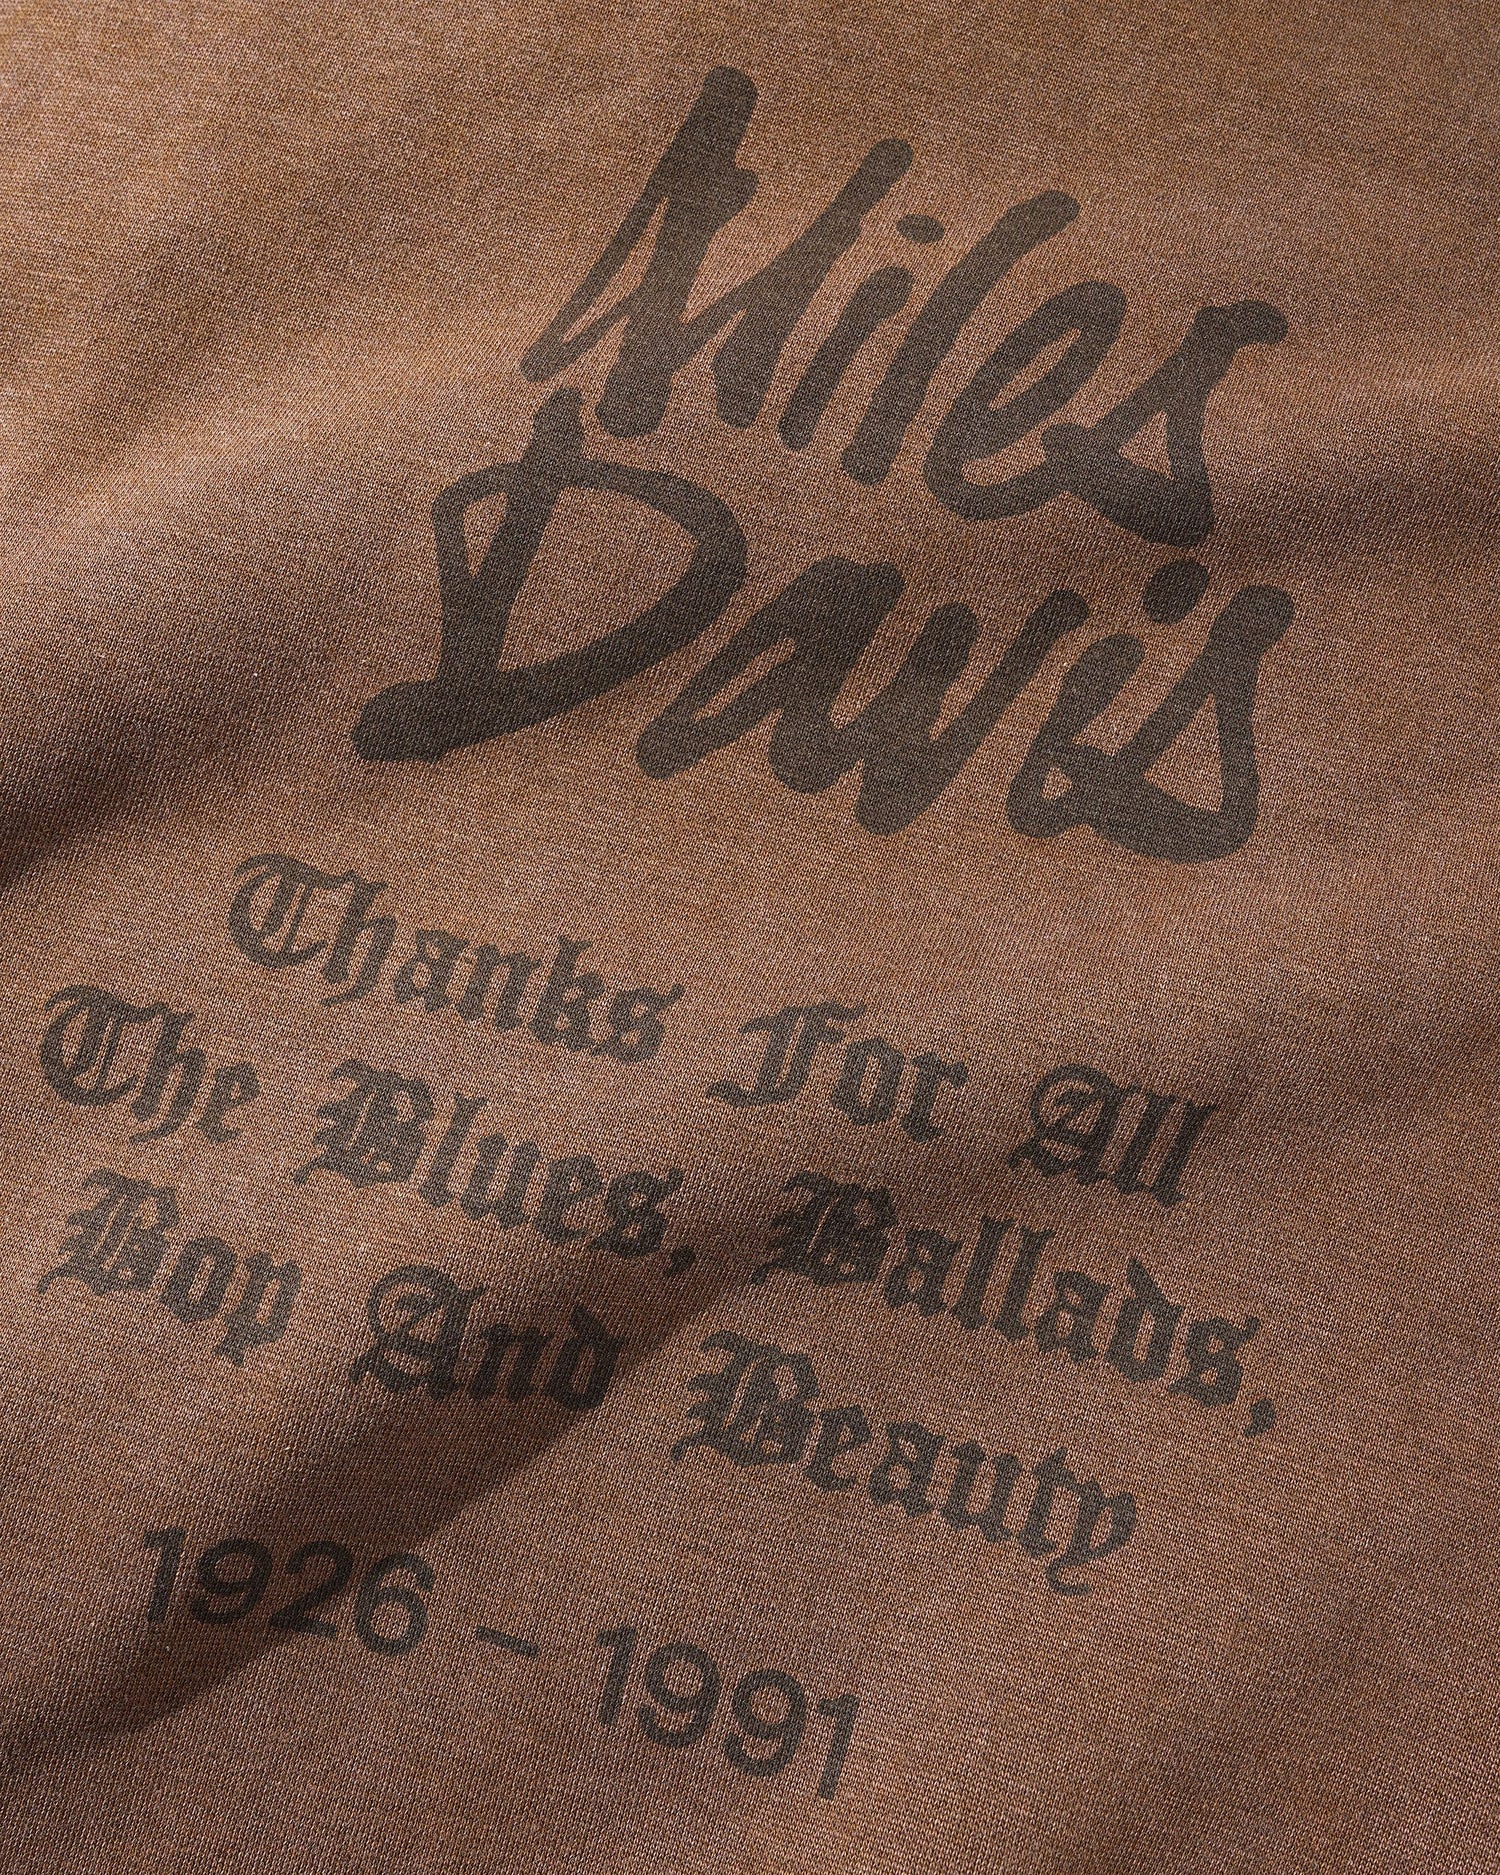 Miles
Davis
Thanks For All
The Blues, Ballads,
Bop And Beauty
1926 – 1991